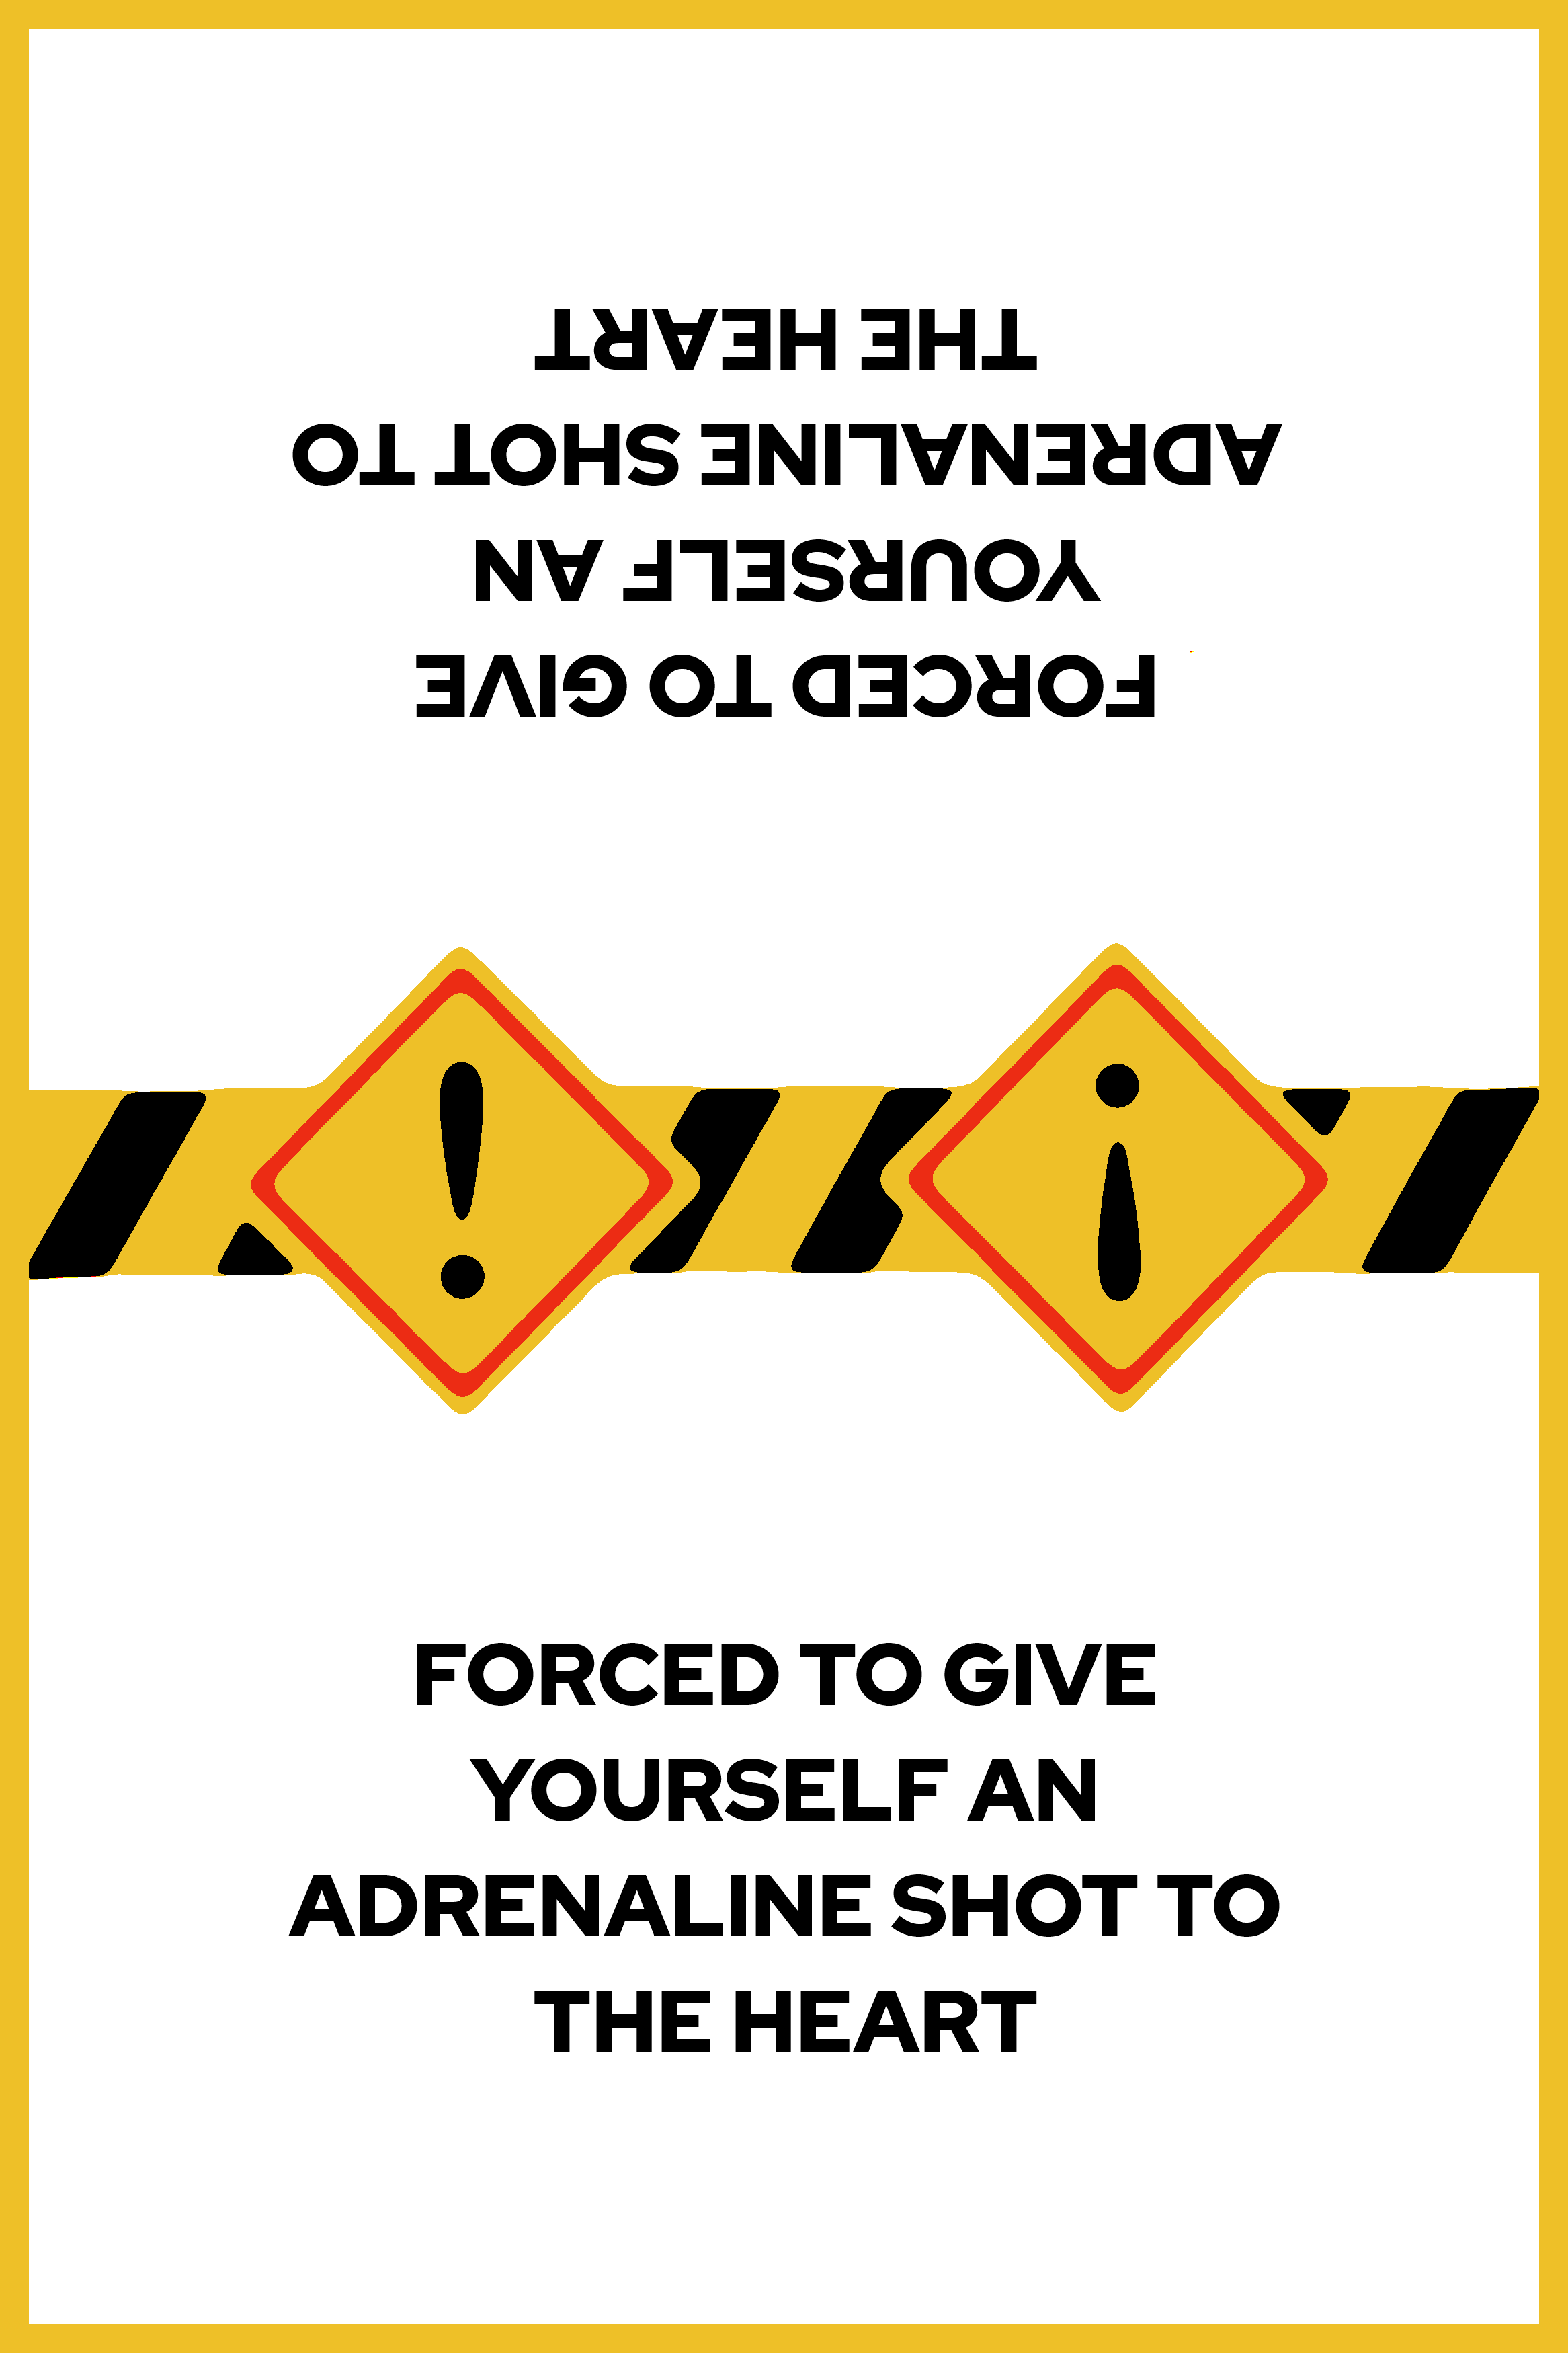 FORCED TO GIVE
YOURSELF AN
ADRENALINE SHOT TO
THE HEART
!
¡
FORCED TO GIVE
YOURSELF AN
ADRENALINE SHOT TO
THE HEART